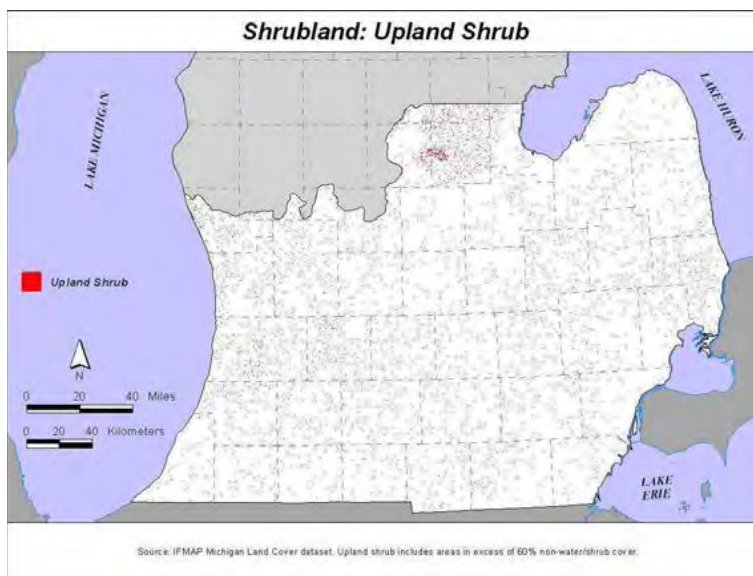 Shrubland: Upland Shrub
LAKE MICHIGAN
LAKE HURON
Upland Shrub
N
0 20 40 Miles
0 20 40 Kilometers
LAKE
ERIE
Source: IFMAP Michigan Land Cover dataset. Upland shrub includes areas in excess of 60% non-water/shrub cover.